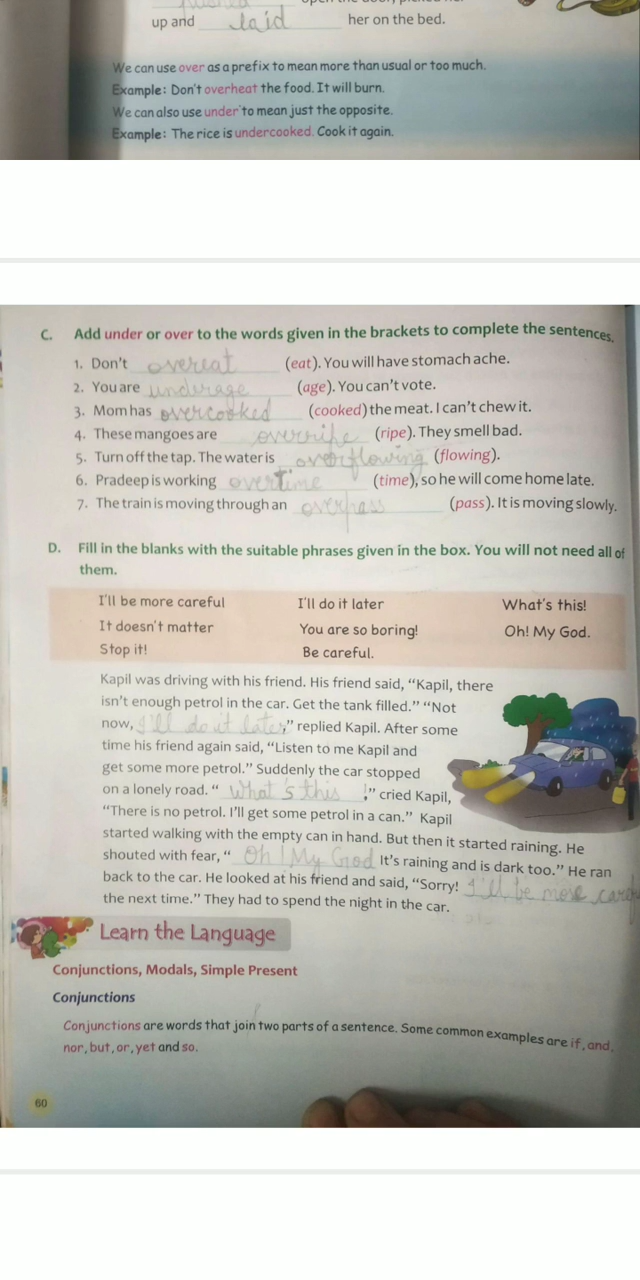 up and laid her on the bed.
We can use over as a prefix to mean more than usual or too much.
Example: Don't overheat the food. It will burn.
We can also use under to mean just the opposite.
Example: The rice is undercooked. Cook it again.
C. Add under or over to the words given in the brackets to complete the sentences.
1. Don't overeat (eat). You will have stomach ache.
2. You are underage (age). You can't vote.
3. Mom has overcooked (cooked) the meat. I can't chew it.
4. These mangoes are overripe (ripe). They smell bad.
5. Turn off the tap. The water is overflowing (flowing).
6. Pradeep is working overtime (time), so he will come home late.
7. The train is moving through an overpass (pass). It is moving slowly.
D. Fill in the blanks with the suitable phrases given in the box. You will not need all of
them.
I'll be more careful I'll do it later What's this!
It doesn't matter You are so boring! Oh! My God.
Stop it! Be careful.
Kapil was driving with his friend. His friend said, “Kapil, there
isn't enough petrol in the car. Get the tank filled.” “Not
now, I'll do it later,” replied Kapil. After some
time his friend again said, “Listen to me Kapil and
get some more petrol.” Suddenly the car stopped
on a lonely road. “ What's this !” cried Kapil,
“There is no petrol. I'll get some petrol in a can.” Kapil
started walking with the empty can in hand. But then it started raining. He
shouted with fear, “ Oh! My God It's raining and is dark too.” He ran
back to the car. He looked at his friend and said, “Sorry! I'll be more
the next time.” They had to spend the night in the car.
Learn the Language
Conjunctions, Modals, Simple Present
Conjunctions
Conjunctions are words that join two parts of a sentence. Some common examples are if, and,
nor, but, or, yet and so.
60